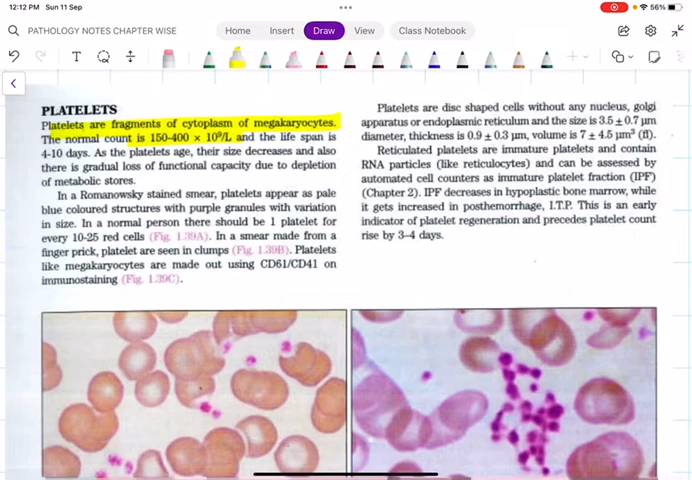 12:12 PM Sun 11 Sep
56%
PATHOLOGY NOTES CHAPTER WISE
Home Insert Draw View Class Notebook
PLATELETS
Platelets are fragments of cytoplasm of megakaryocytes.
The normal count is 150-400 × 10⁹/L and the life span is
4-10 days. As the platelets age, their size decreases and also
there is gradual loss of functional capacity due to depletion
of metabolic stores.
In a Romanowsky stained smear, platelets appear as pale
blue coloured structures with purple granules with variation
in size. In a normal person there should be 1 platelet for
every 10-25 red cells (Fig. 1.39A). In a smear made from a
finger prick, platelet are seen in clumps (Fig. 1.39B). Platelets
like megakaryocytes are made out using CD61/CD41 on
immunostaining (Fig. 1.39C).
Platelets are disc shaped cells without any nucleus, golgi
apparatus or endoplasmic reticulum and the size is 3.5 ± 0.7 μm
diameter, thickness is 0.9 ± 0.3 μm, volume is 7 ± 4.5 μm³ (fl).
Reticulated platelets are immature platelets and contain
RNA particles (like reticulocytes) and can be assessed by
automated cell counters as immature platelet fraction (IPF)
(Chapter 2). IPF decreases in hypoplastic bone marrow, while
it gets increased in posthemorrhage, I.T.P. This is an early
indicator of platelet regeneration and precedes platelet count
rise by 3–4 days.